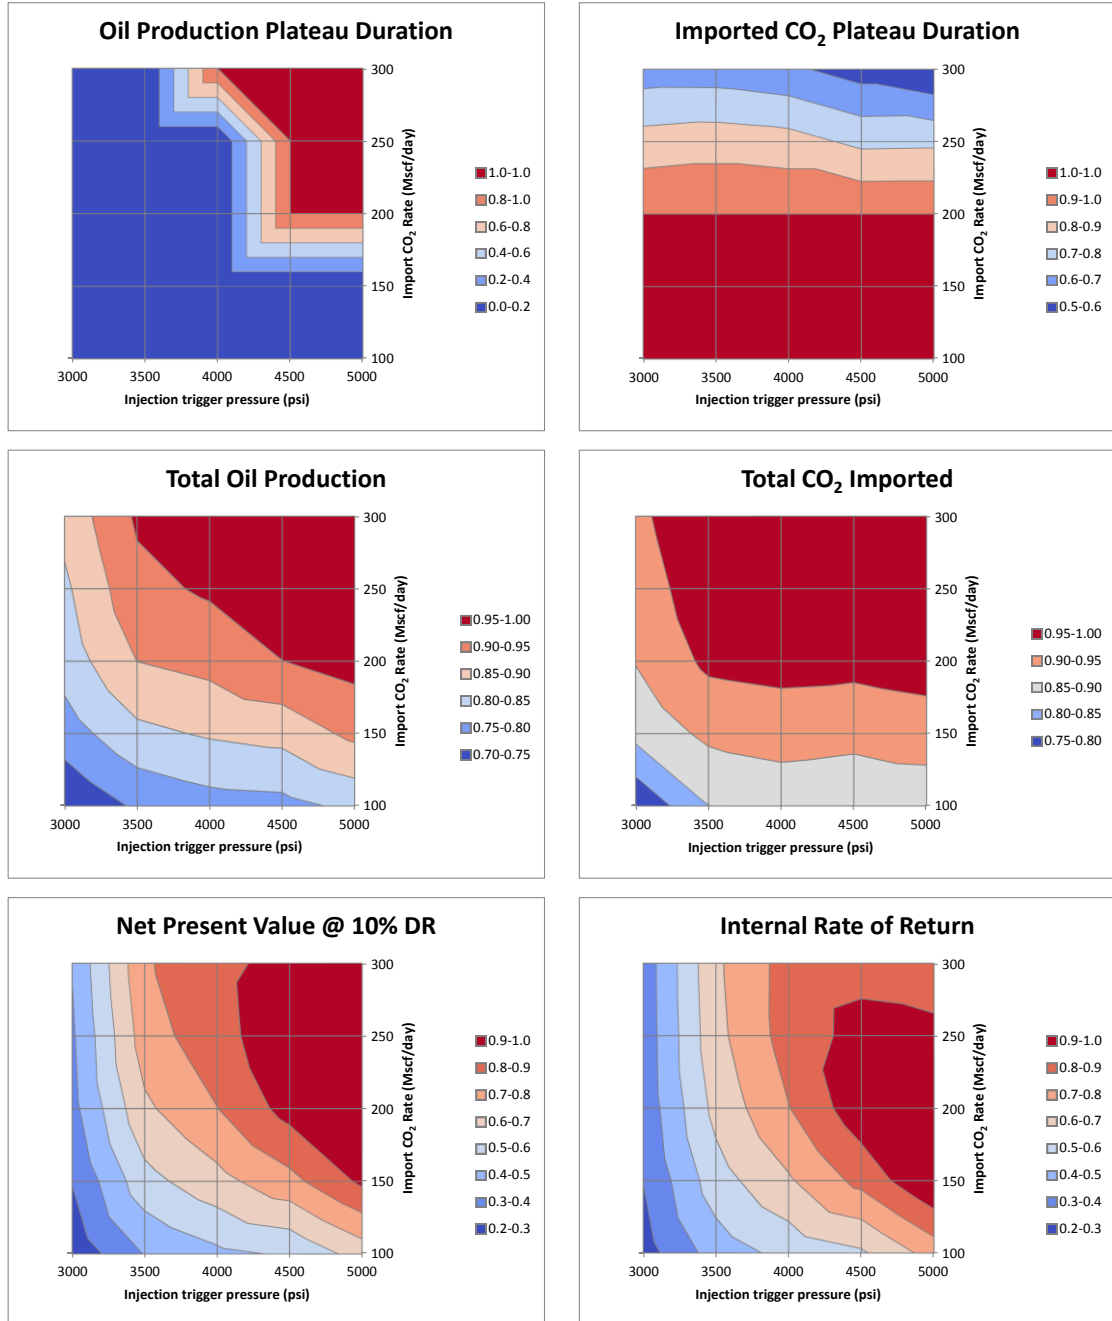 Oil Production Plateau Duration
300
250
200
150
100
3000 3500 4000 4500 5000
Injection trigger pressure (psi)
Import CO2 Rate (Mscf/day)
1.0-1.0
0.8-1.0
0.6-0.8
0.4-0.6
0.2-0.4
0.0-0.2
Imported CO2 Plateau Duration
300
250
200
150
100
3000 3500 4000 4500 5000
Injection trigger pressure (psi)
Import CO2 Rate (Mscf/day)
1.0-1.0
0.9-1.0
0.8-0.9
0.7-0.8
0.6-0.7
0.5-0.6
Total Oil Production
300
250
200
150
100
3000 3500 4000 4500 5000
Injection trigger pressure (psi)
Import CO2 Rate (Mscf/day)
0.95-1.00
0.90-0.95
0.85-0.90
0.80-0.85
0.75-0.80
0.70-0.75
Total CO2 Imported
300
250
200
150
100
3000 3500 4000 4500 5000
Injection trigger pressure (psi)
Import CO2 Rate (Mscf/day)
0.95-1.00
0.90-0.95
0.85-0.90
0.80-0.85
0.75-0.80
Net Present Value @ 10% DR
300
250
200
150
100
3000 3500 4000 4500 5000
Injection trigger pressure (psi)
Import CO2 Rate (Mscf/day)
0.9-1.0
0.8-0.9
0.7-0.8
0.6-0.7
0.5-0.6
0.4-0.5
0.3-0.4
0.2-0.3
Internal Rate of Return
300
250
200
150
100
3000 3500 4000 4500 5000
Injection trigger pressure (psi)
Import CO2 Rate (Mscf/day)
0.9-1.0
0.8-0.9
0.7-0.8
0.6-0.7
0.5-0.6
0.4-0.5
0.3-0.4
0.2-0.3